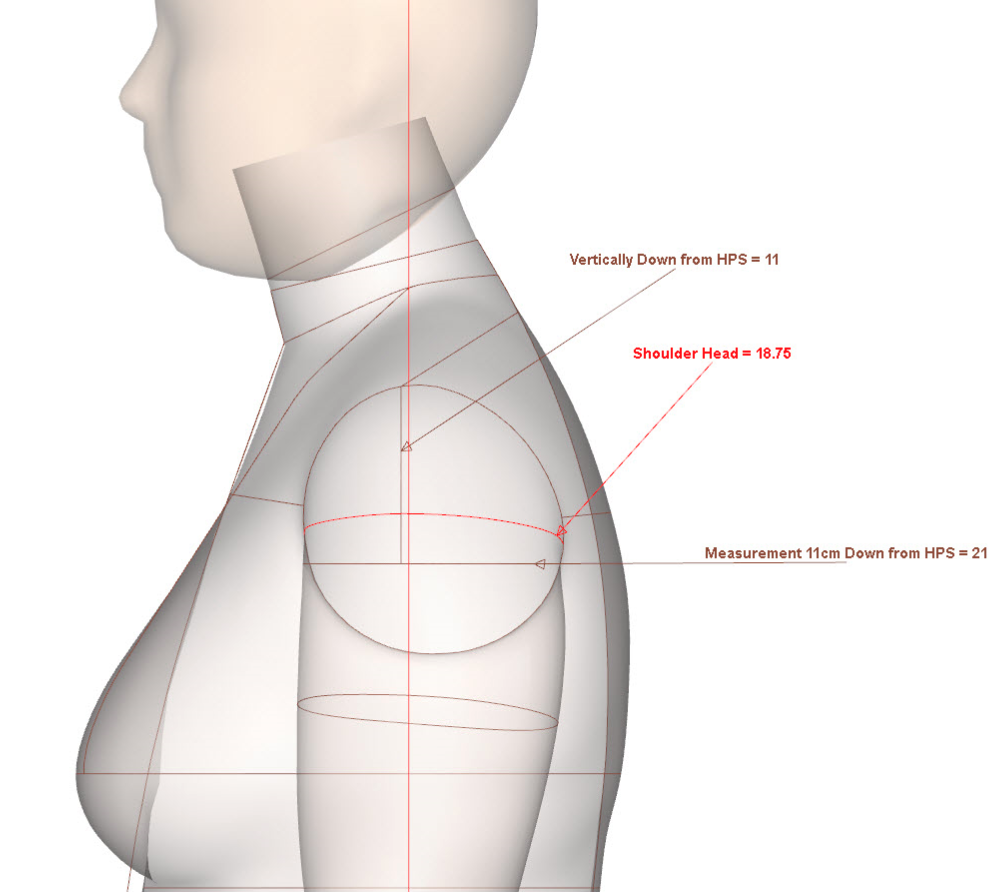 Vertically Down from HPS = 11
Shoulder Head = 18.75
Measurement 11cm Down from HPS = 21